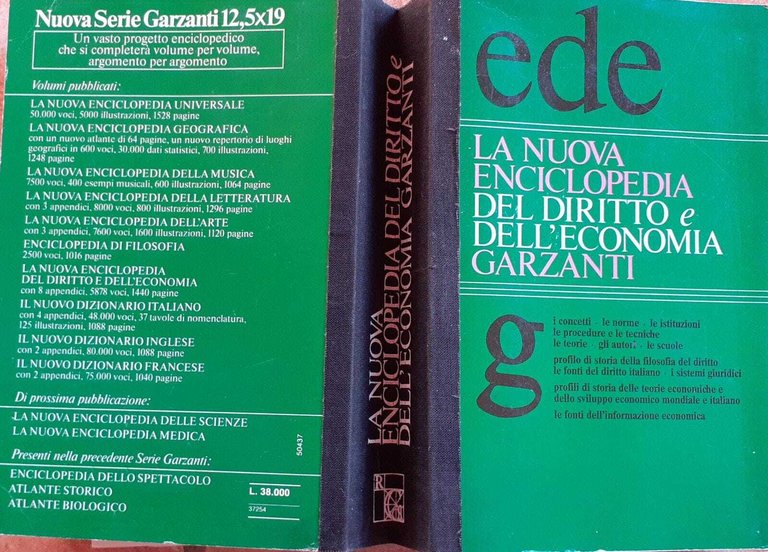 Nuova Serie Garzanti 12,5x19
Un vasto progetto enciclopedico
che si completerà volume per volume,
argomento per argomento
Volumi pubblicati:
LA NUOVA ENCICLOPEDIA UNIVERSALE
50.000 voci, 5000 illustrazioni, 1528 pagine
LA NUOVA ENCICLOPEDIA GEOGRAFICA
con un nuovo atlante di 64 pagine, un nuovo repertorio di luoghi
geografici in 600 voci, 30.000 dati statistici, 700 illustrazioni,
1248 pagine
LA NUOVA ENCICLOPEDIA DELLA MUSICA
7500 voci, 400 esempi musicali, 600 illustrazioni, 1064 pagine
LA NUOVA ENCICLOPEDIA DELLA LETTERATURA
con 3 appendici, 8000 voci, 800 illustrazioni, 1296 pagine
LA NUOVA ENCICLOPEDIA DELL'ARTE
con 3 appendici, 7600 voci, 1600 illustrazioni, 1120 pagine
ENCICLOPEDIA DI FILOSOFIA
2500 voci, 1016 pagine
LA NUOVA ENCICLOPEDIA
DEL DIRITTO E DELL'ECONOMIA
con 8 appendici, 5878 voci, 1440 pagine
IL NUOVO DIZIONARIO ITALIANO
con 4 appendici, 48.000 voci, 37 tavole di nomenclatura,
125 illustrazioni, 1088 pagine
IL NUOVO DIZIONARIO INGLESE
con 2 appendici, 80.000 voci, 1088 pagine
IL NUOVO DIZIONARIO FRANCESE
con 2 appendici, 75.000 voci, 1040 pagine
Di prossima pubblicazione:
LA NUOVA ENCICLOPEDIA DELLE SCIENZE
LA NUOVA ENCICLOPEDIA MEDICA
Presenti nella precedente Serie Garzanti:
ENCICLOPEDIA DELLO SPETTACOLO
ATLANTE STORICO
ATLANTE BIOLOGICO
50437
L. 38.000
37254
LA NUOVA
ENCICLOPEDIA DEL DIRITTO e
DELL'ECONOMIA GARZANTI
ede
LA NUOVA
ENCICLOPEDIA
DEL DIRITTO e
DELL'ECONOMIA
GARZANTI
g
i concetti · le norme · le istituzioni
le procedure e le tecniche
le teorie · gli autori · le scuole
profilo di storia della filosofia del diritto
le fonti del diritto italiano · i sistemi giuridici
profili di storia delle teorie economiche e
dello sviluppo economico mondiale e italiano
le fonti dell'informazione economica